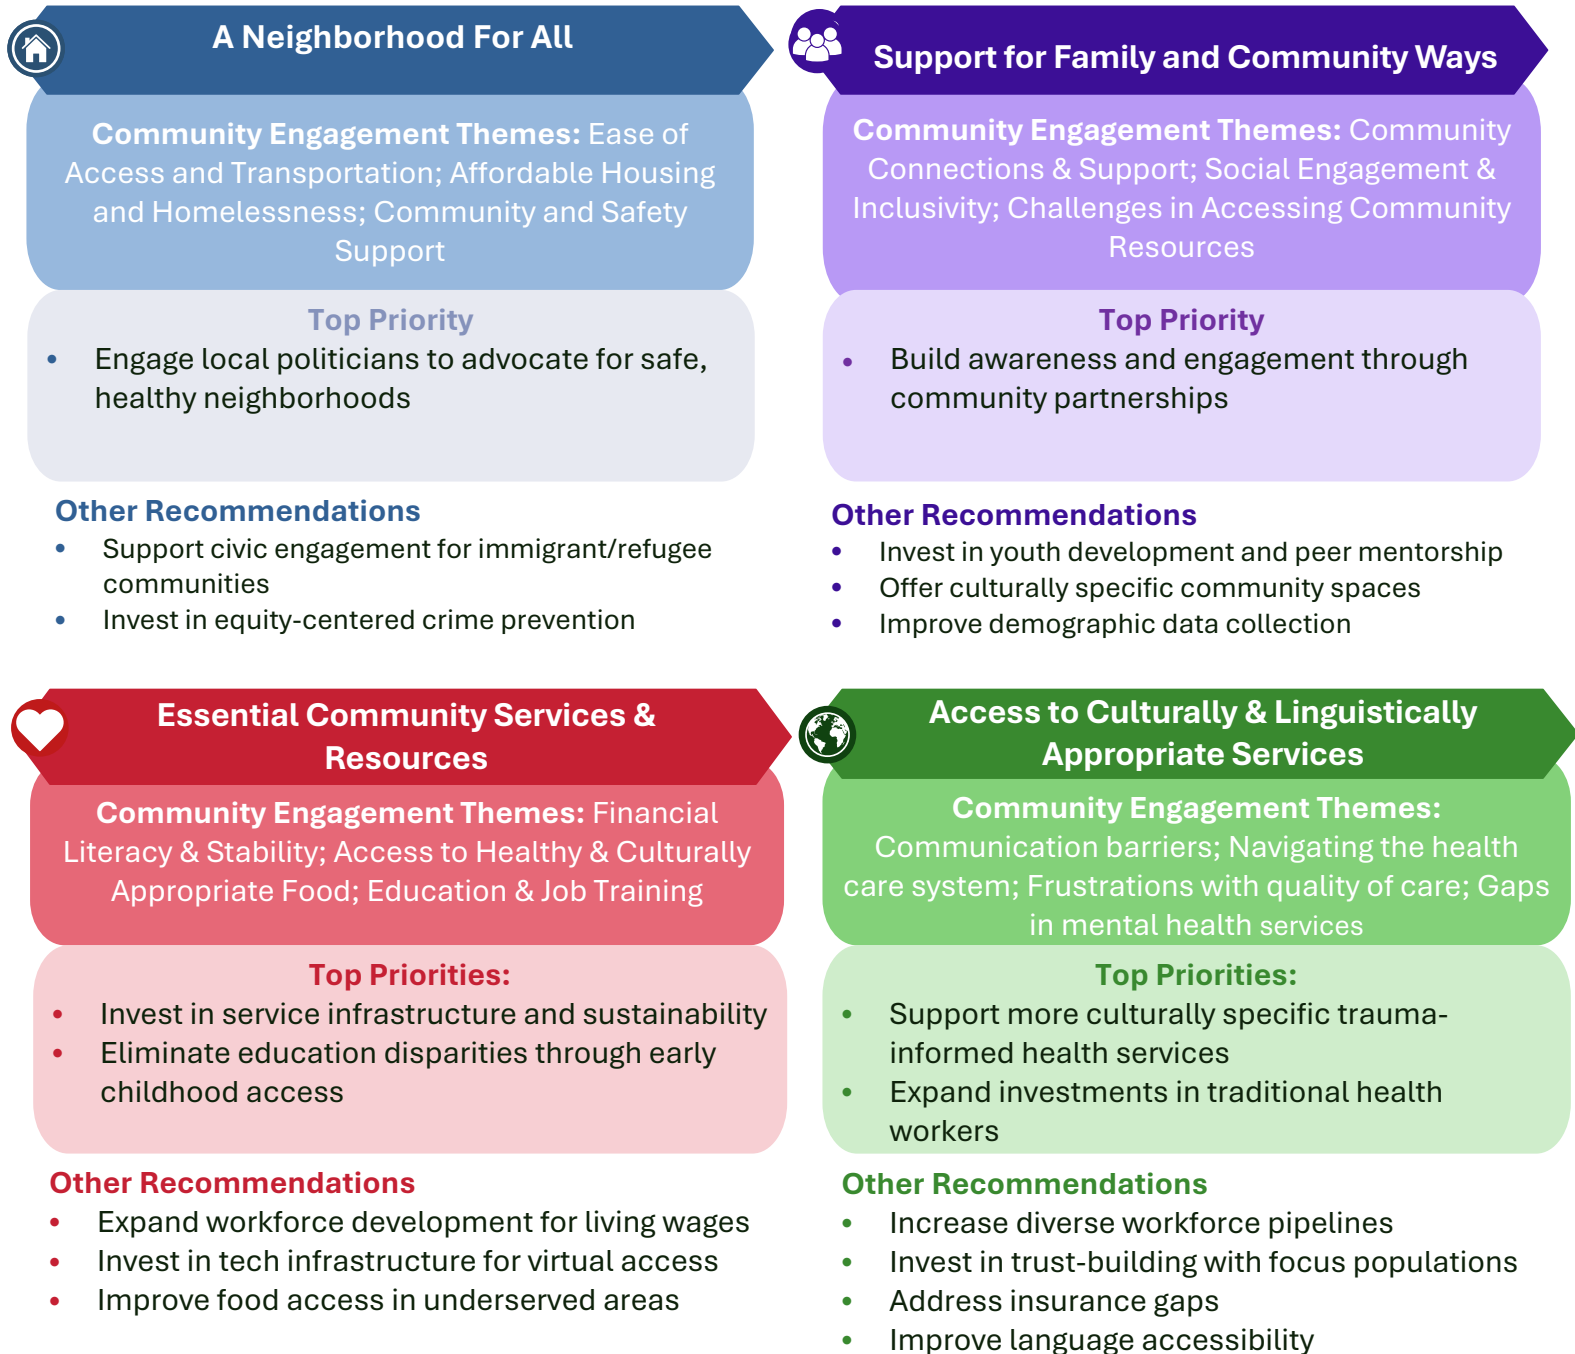 A Neighborhood For All
Community Engagement Themes: Ease of
Access and Transportation; Affordable Housing
and Homelessness; Community and Safety
Support
Top Priority
• Engage local politicians to advocate for safe,
healthy neighborhoods
Other Recommendations
• Support civic engagement for immigrant/refugee
communities
• Invest in equity-centered crime prevention
Support for Family and Community Ways
Community Engagement Themes: Community
Connections & Support; Social Engagement &
Inclusivity; Challenges in Accessing Community
Resources
Top Priority
• Build awareness and engagement through
community partnerships
Other Recommendations
• Invest in youth development and peer mentorship
• Offer culturally specific community spaces
• Improve demographic data collection
Essential Community Services &
Resources
Community Engagement Themes: Financial
Literacy & Stability; Access to Healthy & Culturally
Appropriate Food; Education & Job Training
Top Priorities:
• Invest in service infrastructure and sustainability
• Eliminate education disparities through early
childhood access
Other Recommendations
• Expand workforce development for living wages
• Invest in tech infrastructure for virtual access
• Improve food access in underserved areas
Access to Culturally & Linguistically
Appropriate Services
Community Engagement Themes:
Communication barriers; Navigating the health
care system; Frustrations with quality of care; Gaps
in mental health services
Top Priorities:
• Support more culturally specific trauma-
informed health services
• Expand investments in traditional health
workers
Other Recommendations
• Increase diverse workforce pipelines
• Invest in trust-building with focus populations
• Address insurance gaps
• Improve language accessibility